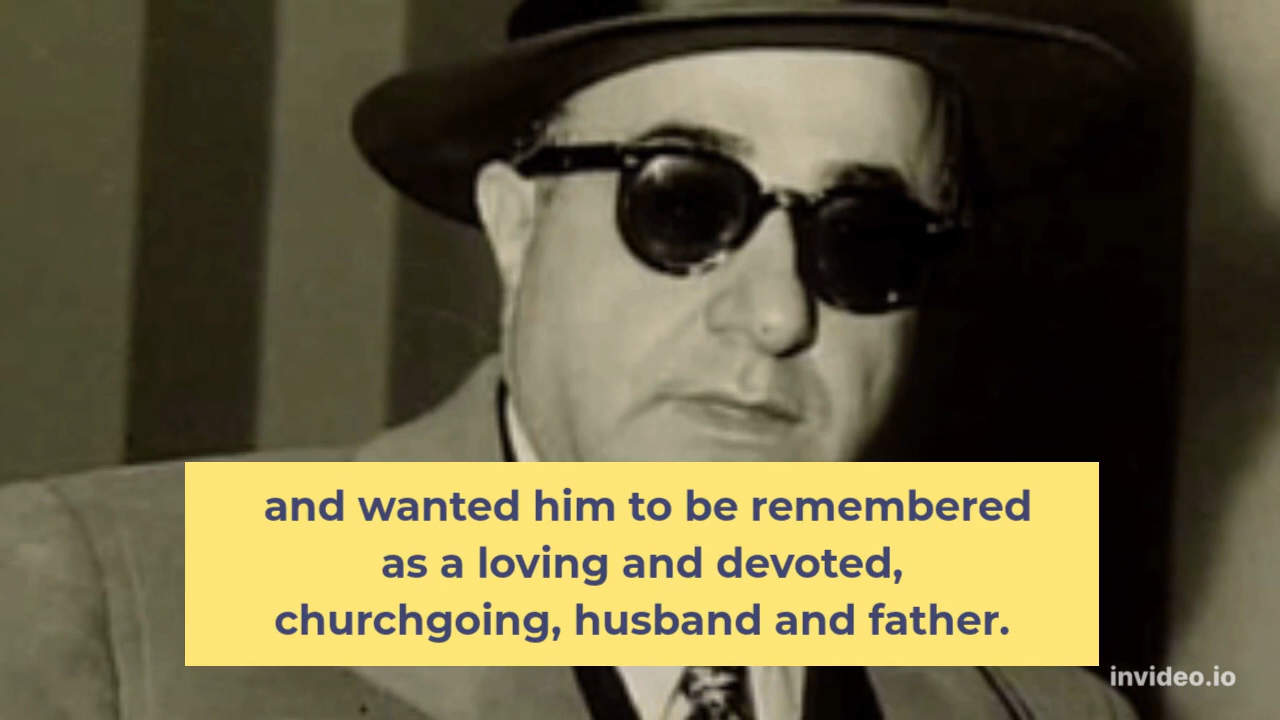 and wanted him to be remembered
as a loving and devoted,
churchgoing, husband and father.
invideo.io